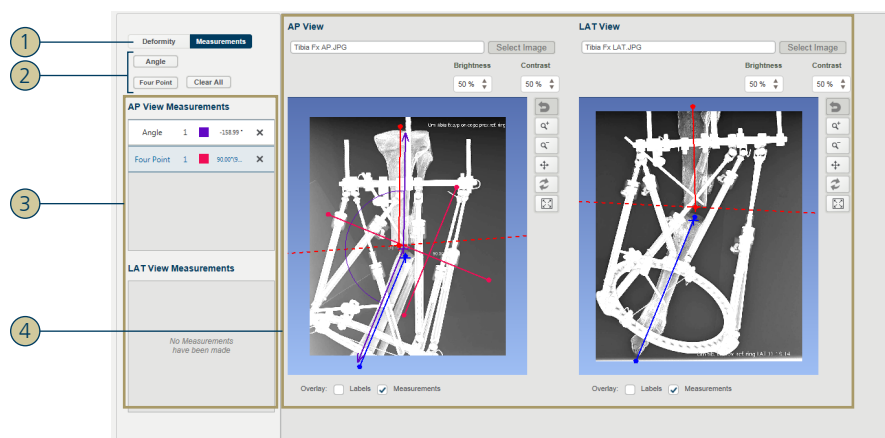 1
2
3
4
Deformity Measurements
Angle
Four Point Clear All
AP View Measurements
Angle 1 -158.99 °
Four Point 1 90.00°/9...
LAT View Measurements
No Measurements
have been made
AP View
Tibia Fx AP.JPG Select Image
Brightness Contrast
50 % 50 %
Overlay: Labels Measurements
LAT View
Tibia Fx LAT.JPG Select Image
Brightness Contrast
50 % 50 %
Overlay: Labels Measurements